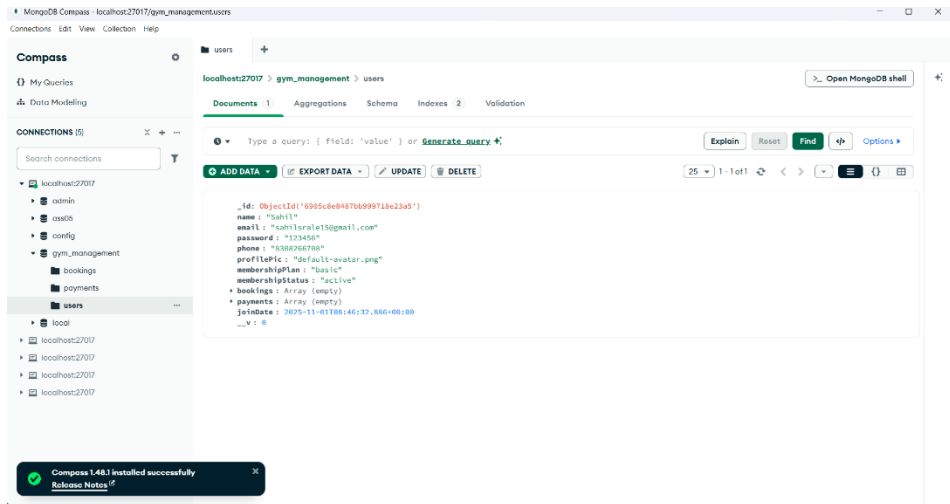 MongoDB Compass - localhost:27017/gym_management.users
Connections Edit View Collection Help
Compass
{} My Queries
Data Modeling
CONNECTIONS (5)
Search connections
localhost:27017
admin
ass05
config
gym_management
bookings
payments
users
local
localhost:27017
localhost:27017
localhost:27017
localhost:27017
users
localhost:27017 > gym_management > users
>_ Open MongoDB shell
Documents 1 Aggregations Schema Indexes 2 Validation
Type a query: { field: 'value' } or Generate query
Explain Reset Find </> Options
ADD DATA EXPORT DATA UPDATE DELETE
25 1-1 of 1
_id: ObjectId('6905c8e8487bb999718e23a5')
name : "Sahil"
email : "sahilsrale15@gmail.com"
password : "123456"
phone : "8308266708"
profilePic : "default-avatar.png"
membershipPlan : "basic"
membershipStatus : "active"
bookings : Array (empty)
payments : Array (empty)
joinDate : 2025-11-01T08:46:32.886+00:00
__v : 0
Compass 1.48.1 installed successfully
Release Notes